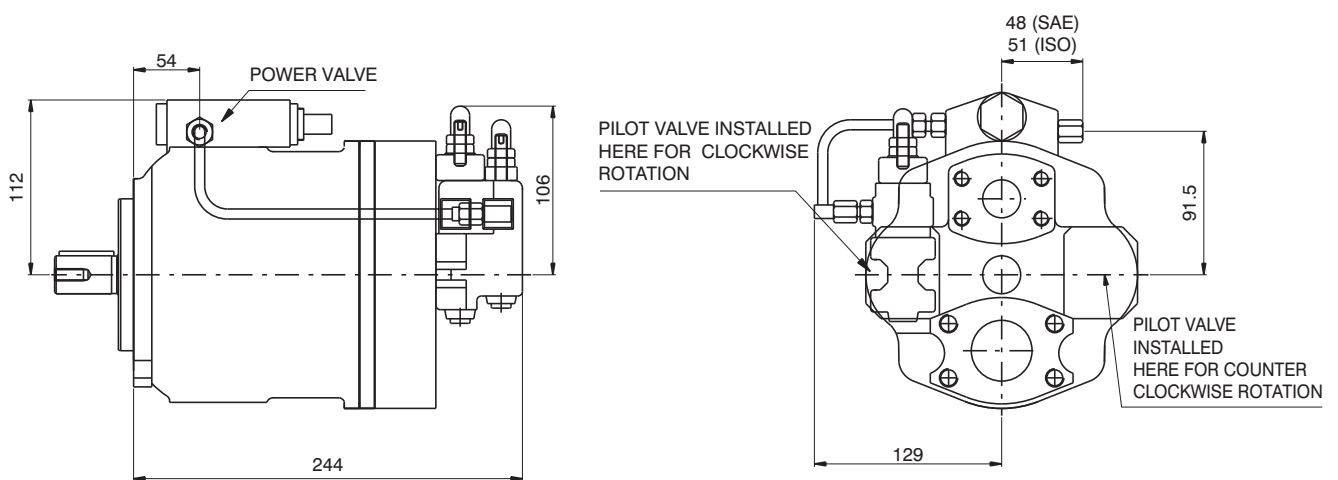 54
POWER VALVE
112
106
244
48 (SAE)
51 (ISO)
PILOT VALVE INSTALLED
HERE FOR CLOCKWISE
ROTATION
91.5
PILOT VALVE
INSTALLED
HERE FOR COUNTER
CLOCKWISE ROTATION
129